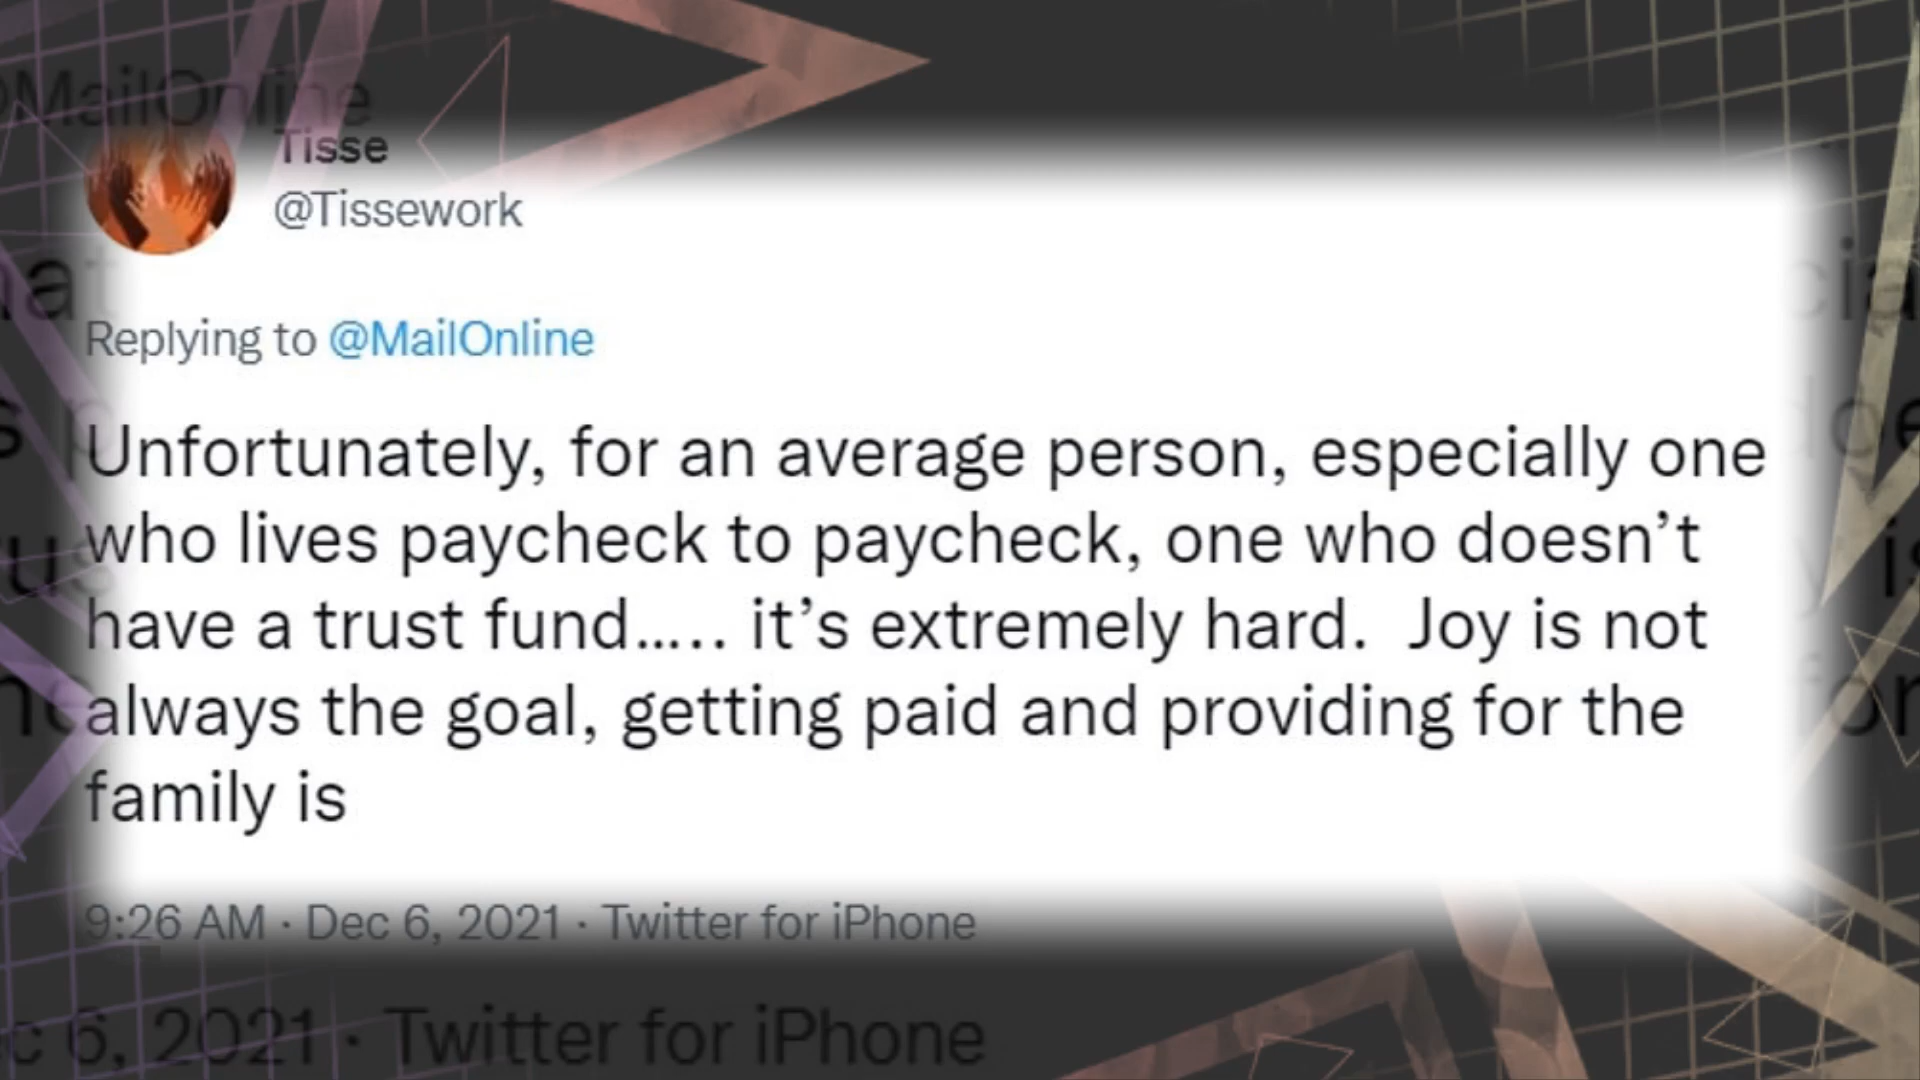 @MailOnline
Tisse
@Tissework
Replying to @MailOnline
Unfortunately, for an average person, especially one
who lives paycheck to paycheck, one who doesn’t
have a trust fund..... it’s extremely hard.  Joy is not
always the goal, getting paid and providing for the
family is
9:26 AM · Dec 6, 2021 · Twitter for iPhone
6, 2021 · Twitter for iPhone